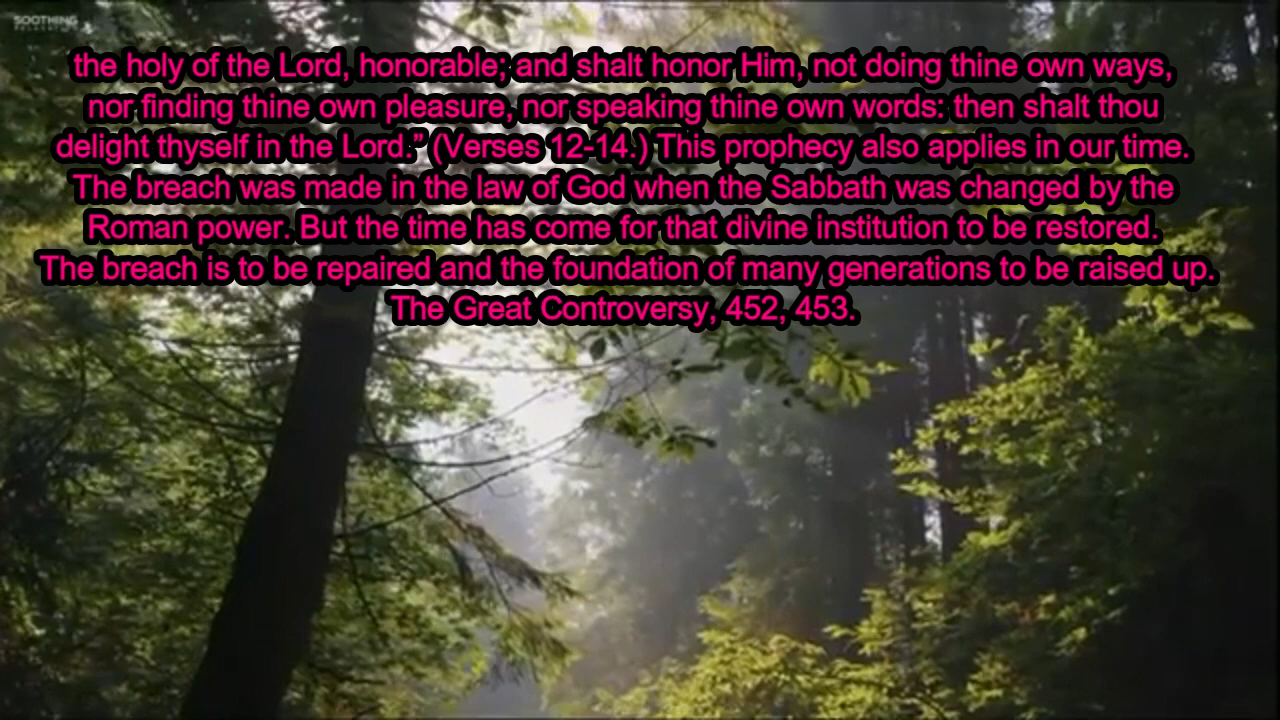 SOOTHING
the holy of the Lord, honorable; and shalt honor Him, not doing thine own ways,
nor finding thine own pleasure, nor speaking thine own words: then shalt thou
delight thyself in the Lord.” (Verses 12-14.) This prophecy also applies in our time.
The breach was made in the law of God when the Sabbath was changed by the
Roman power. But the time has come for that divine institution to be restored.
The breach is to be repaired and the foundation of many generations to be raised up.
The Great Controversy, 452, 453.